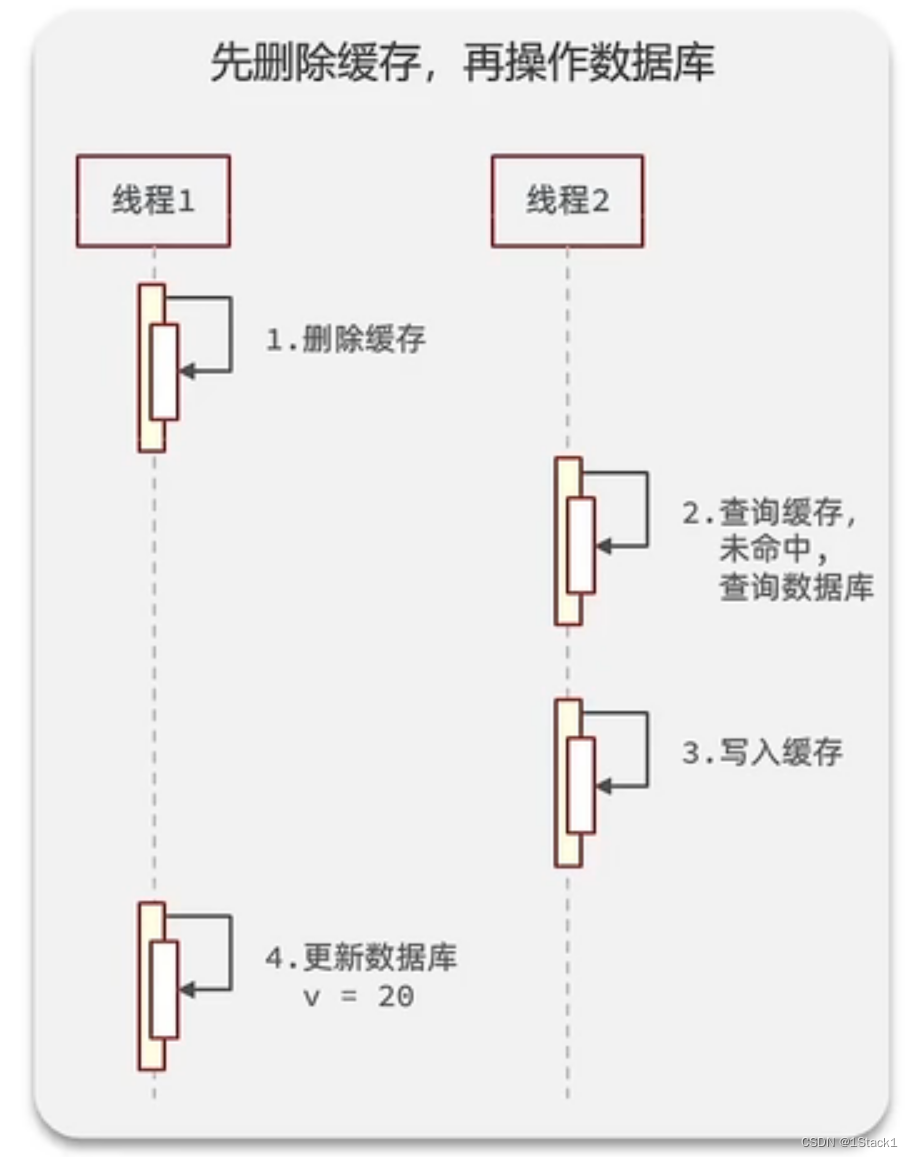 先删除缓存，再操作数据库
线程1
线程2
1.删除缓存
2.查询缓存,
未命中,
查询数据库
3.写入缓存
4.更新数据库
v = 20
CSDN @1Stack1